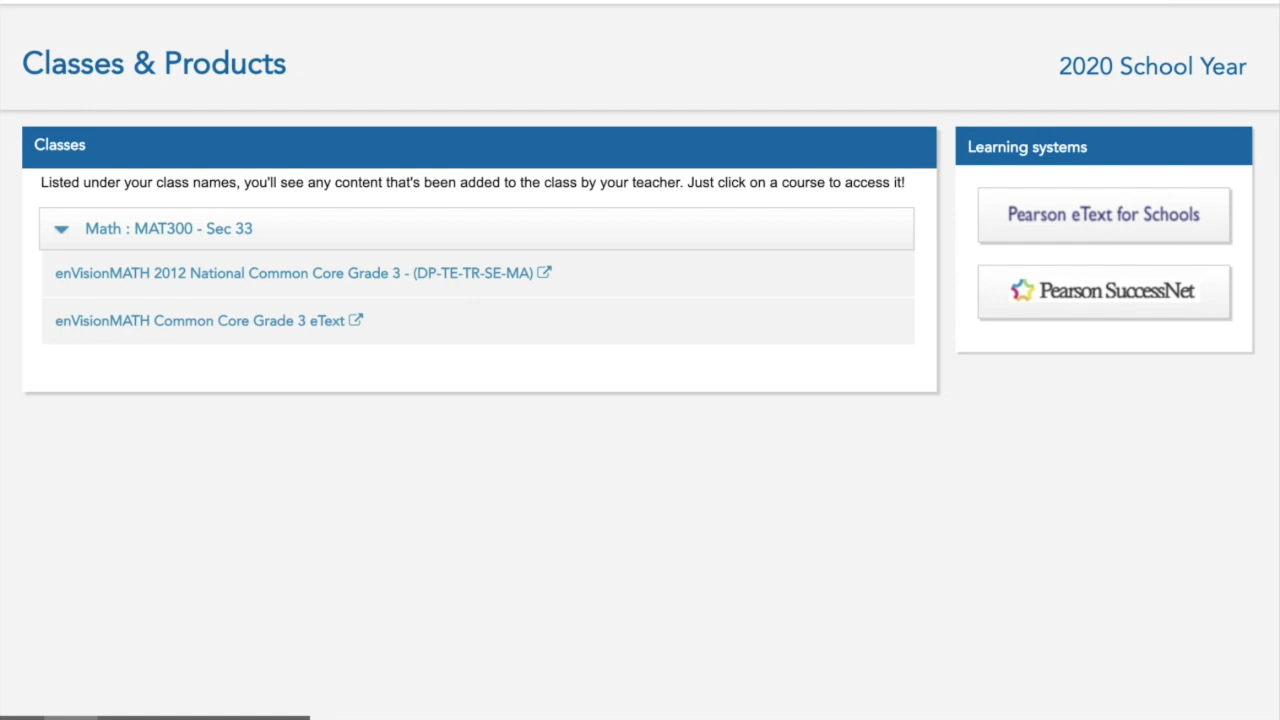 Classes & Products
2020 School Year
Classes
Listed under your class names, you'll see any content that's been added to the class by your teacher. Just click on a course to access it!
Math : MAT300 - Sec 33
enVisionMATH 2012 National Common Core Grade 3 - (DP-TE-TR-SE-MA)
enVisionMATH Common Core Grade 3 eText
Learning systems
Pearson eText for Schools
Pearson SuccessNet